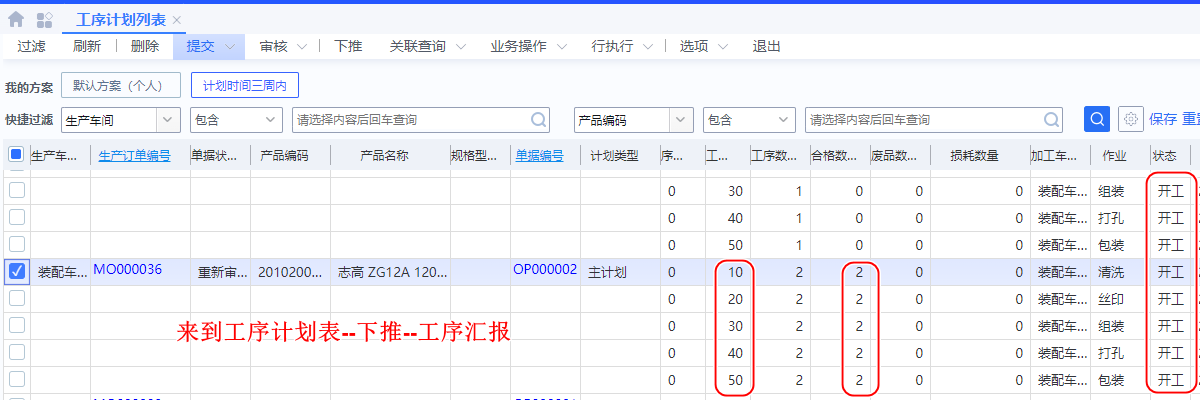 工序计划列表
过滤 刷新 删除 提交 审核 下推 关联查询 业务操作 行执行 选项 退出
我的方案 默认方案（个人） 计划时间三周内
快捷过滤 生产车间 包含 请选择内容后回车查询 产品编码 包含 请选择内容后回车查询 保存
生产车... 生产订单编号 单据状... 产品编码 产品名称 规格型... 单据编号 计划类型 序... 工... 工序数... 合格数... 废品数... 损耗数量 加工车... 作业 状态
0 30 1 0 0 0 装配车... 组装 开工
0 40 1 0 0 0 装配车... 打孔 开工
0 50 1 0 0 0 装配车... 包装 开工
装配车... MO000036 重新审... 2010200... 志高 ZG12A 120... OP000002 主计划 0 10 2 2 0 0 装配车... 清洗 开工
0 20 2 2 0 0 装配车... 丝印 开工
来到工序计划表--下推--工序汇报
0 30 2 2 0 0 装配车... 组装 开工
0 40 2 2 0 0 装配车... 打孔 开工
0 50 2 2 0 0 装配车... 包装 开工